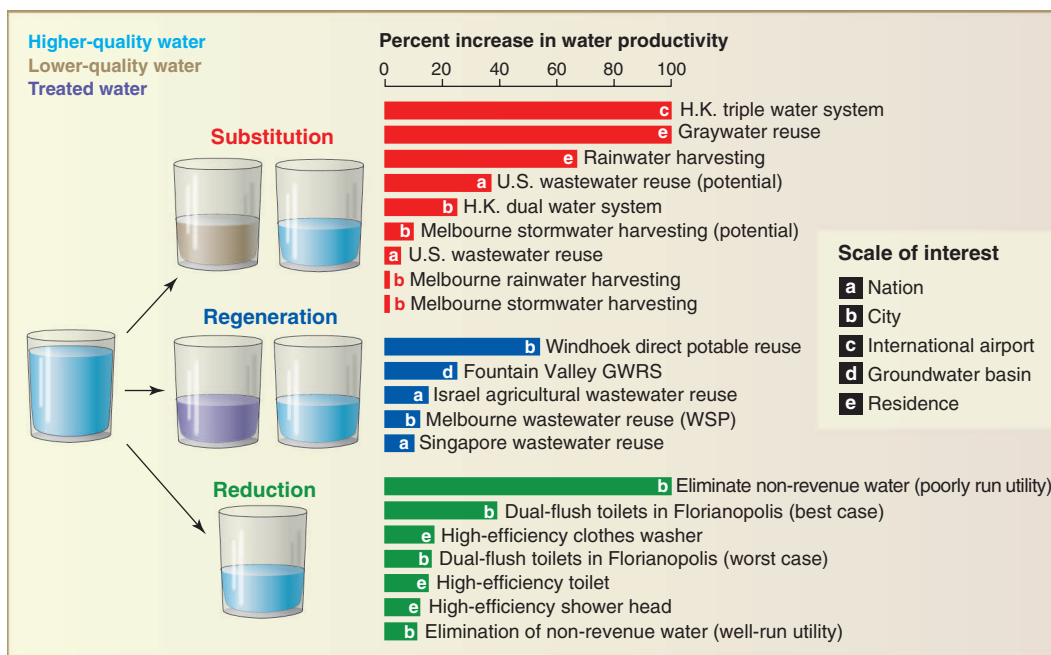 Higher-quality water
Lower-quality water
Treated water
Percent increase in water productivity
0 20 40 60 80 100
Substitution
c H.K. triple water system
e Graywater reuse
e Rainwater harvesting
a U.S. wastewater reuse (potential)
b H.K. dual water system
b Melbourne stormwater harvesting (potential)
a U.S. wastewater reuse
b Melbourne rainwater harvesting
b Melbourne stormwater harvesting
Regeneration
b Windhoek direct potable reuse
d Fountain Valley GWRS
a Israel agricultural wastewater reuse
b Melbourne wastewater reuse (WSP)
a Singapore wastewater reuse
Reduction
b Eliminate non-revenue water (poorly run utility)
b Dual-flush toilets in Florianopolis (best case)
e High-efficiency clothes washer
b Dual-flush toilets in Florianopolis (worst case)
e High-efficiency toilet
e High-efficiency shower head
b Elimination of non-revenue water (well-run utility)
Scale of interest
a Nation
b City
c International airport
d Groundwater basin
e Residence